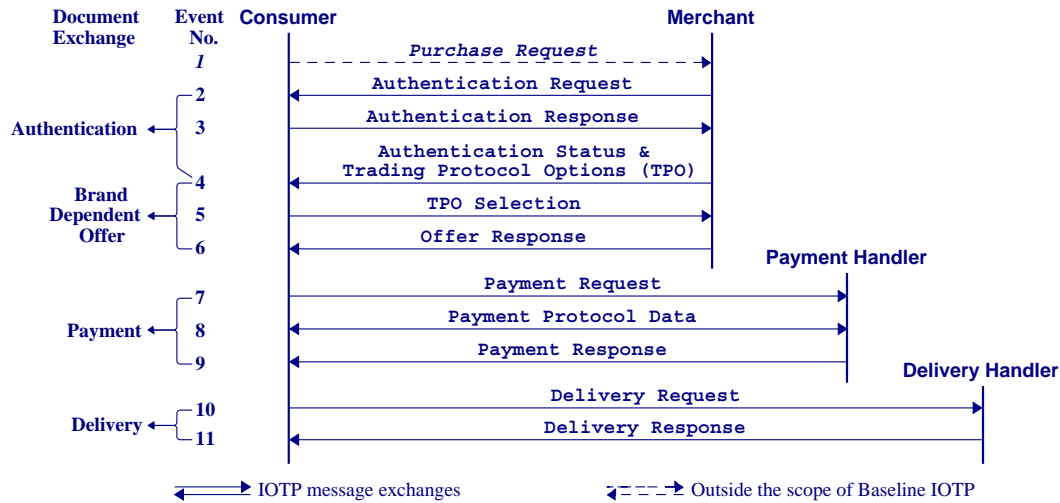 Document Exchange
Event No.
Consumer
Merchant
1
Purchase Request
2
Authentication Request
Authentication
3
Authentication Response
Authentication Status &
Trading Protocol Options (TPO)
4
Brand
Dependent
Offer
5
TPO Selection
6
Offer Response
Payment Handler
7
Payment Request
Payment
8
Payment Protocol Data
9
Payment Response
Delivery Handler
10
Delivery Request
Delivery
11
Delivery Response
IOTP message exchanges
Outside the scope of Baseline IOTP